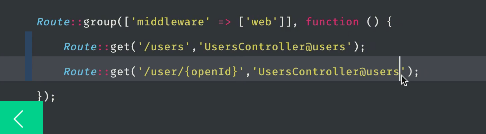 Route::group(['middleware' => ['web']], function () {
Route::get('/users','UsersController@users');
Route::get('/user/{openId}','UsersController@users');
});